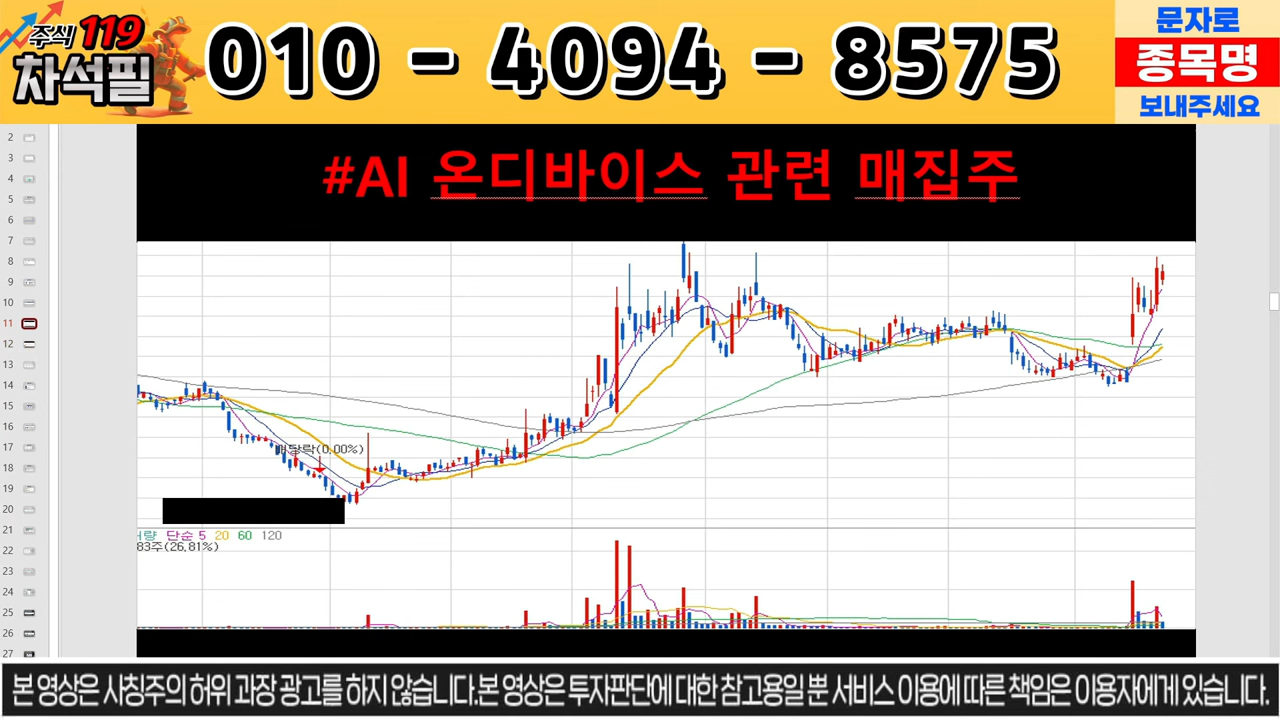 주식 119
차석필
010 - 4094 - 8575
문자로
종목명
보내주세요
#AI 온디바이스 관련 매집주
2
3
4
5
6
7
8
9
10
11
12
13
14
15
16
17
18
19
20
21
22
23
24
25
26
27
배당락(0.00%)
거량 단순 5 20 60 120
83주(26.81%)
본 영상은 사칭주의 허위 과장 광고를 하지 않습니다.본 영상은 투자판단에 대한 참고용일 뿐 서비스 이용에 따른 책임은 이용자에게 있습니다.